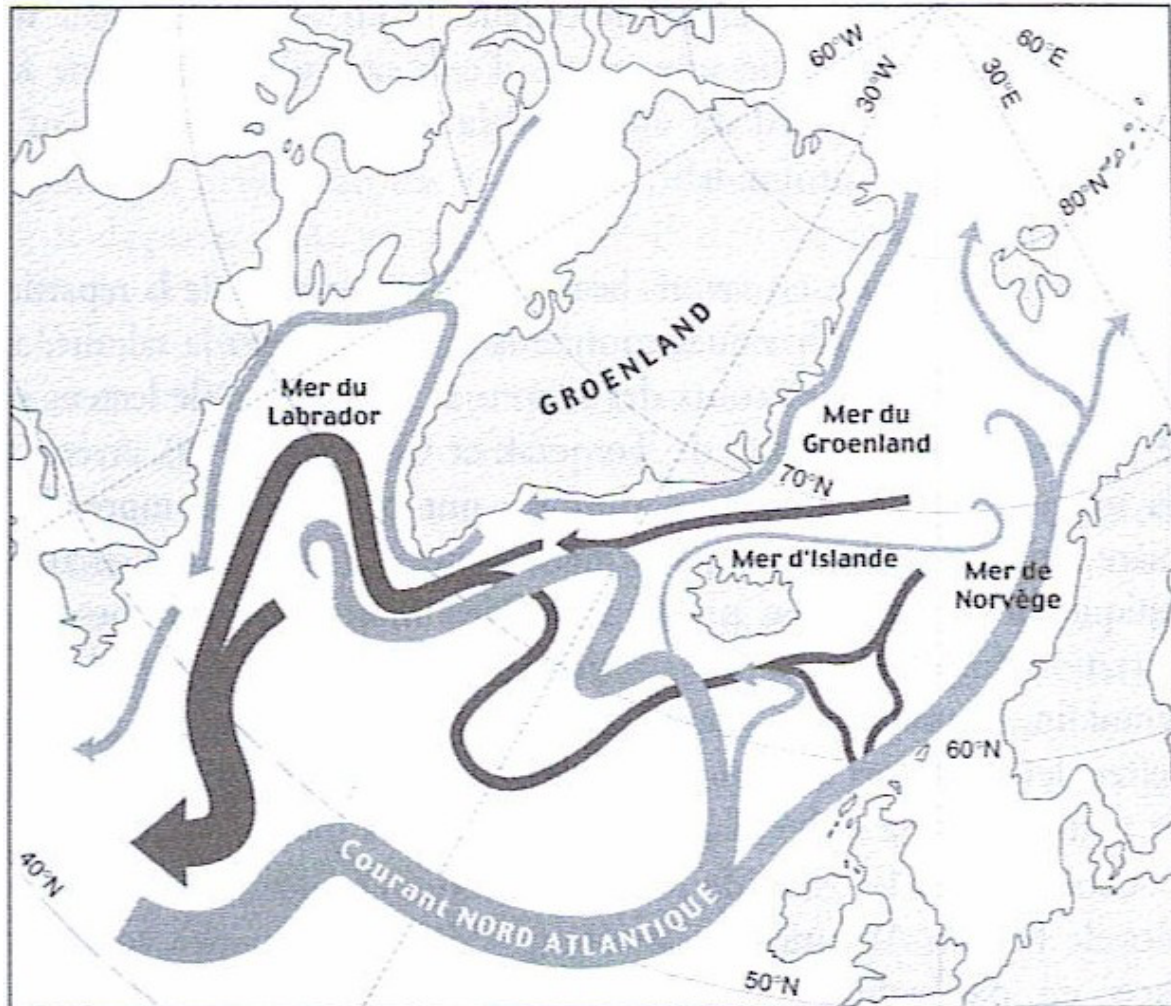 60°W
30°W
30°E
60°E
80°N
GROENLAND
Mer du
Labrador
Mer du
Groenland
70°N
Mer d'Islande
Mer de
Norvège
60°N
40°N
Courant NORD ATLANTIQUE
50°N